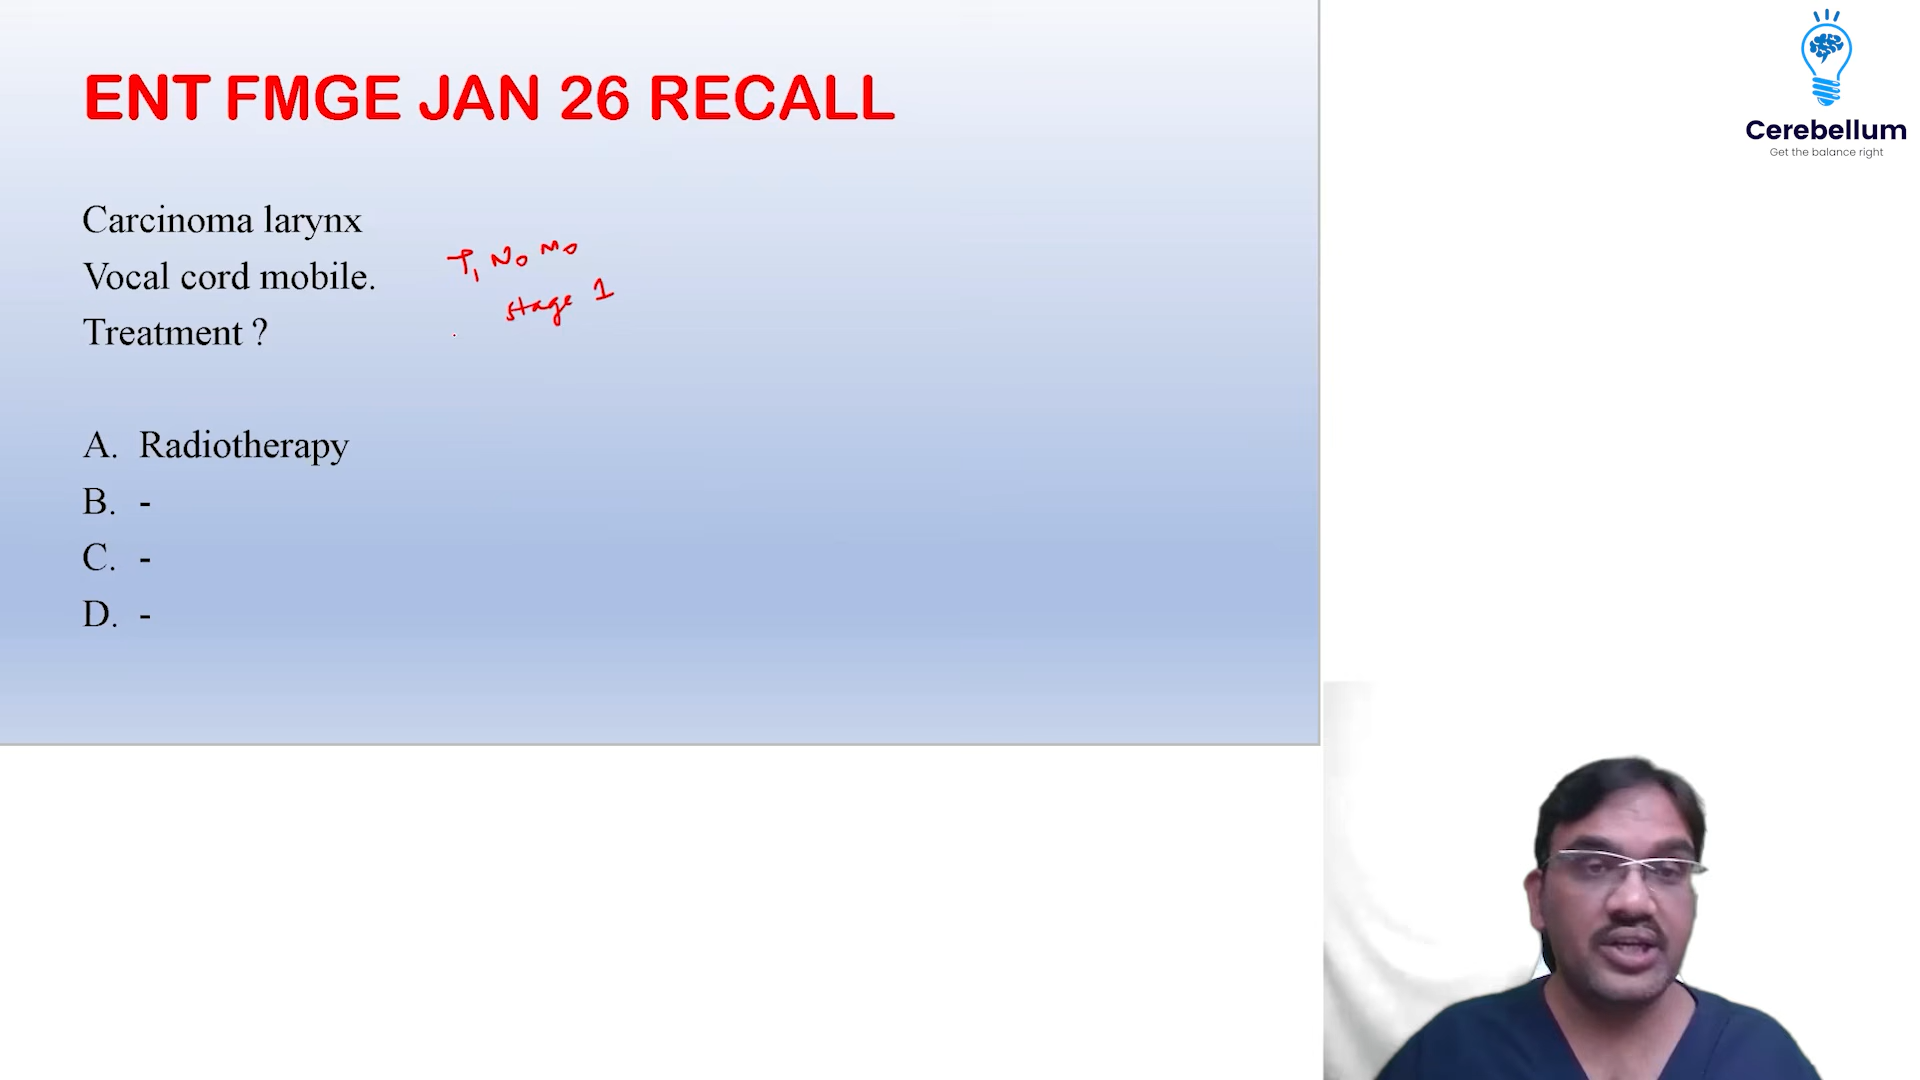 ENT FMGE JAN 26 RECALL
Cerebellum
Get the balance right
Carcinoma larynx
Vocal cord mobile.
Treatment ?
T1 N0 M0
stage 1
A. Radiotherapy
B. -
C. -
D. -